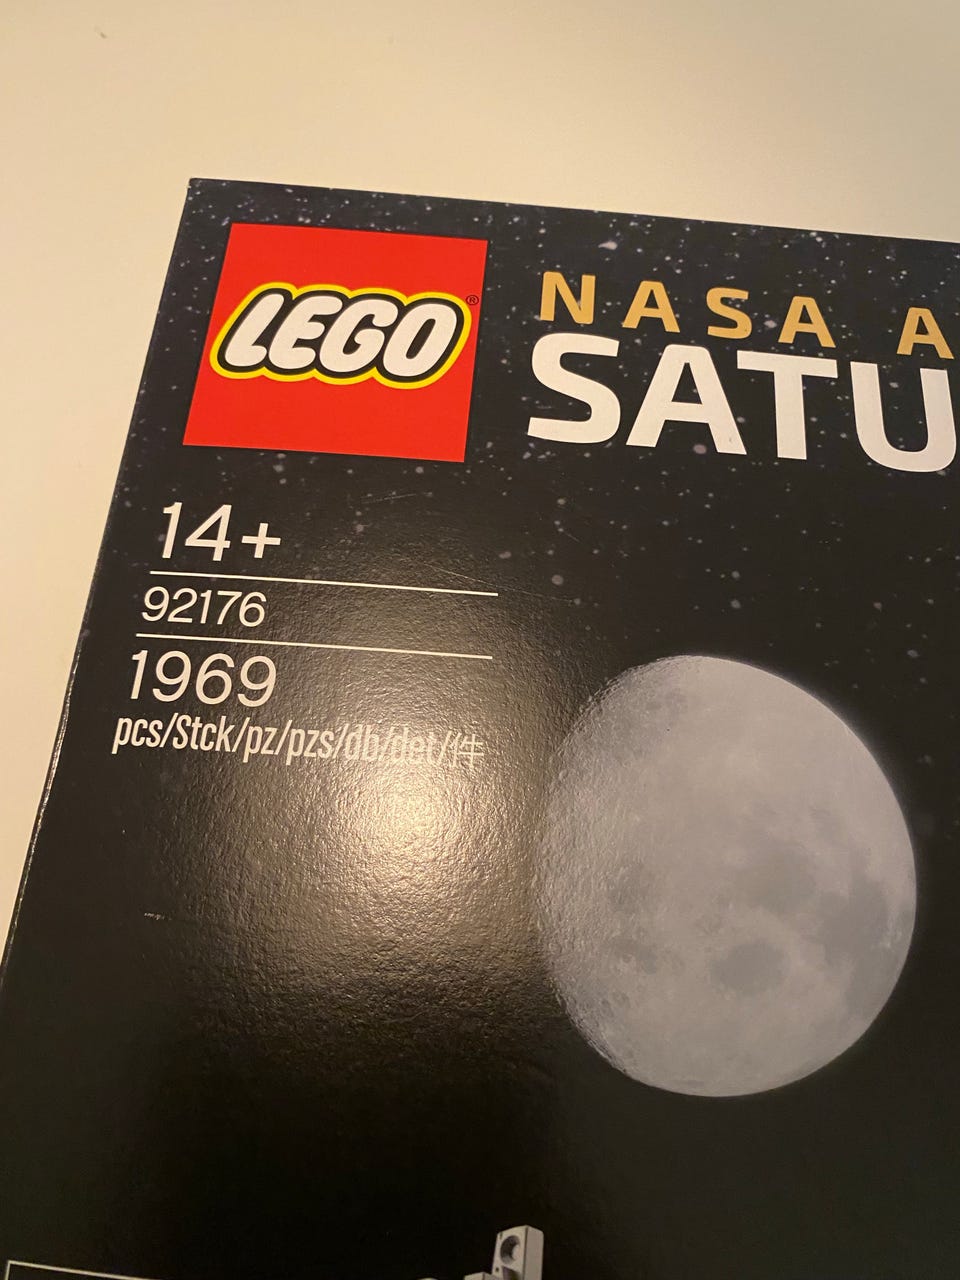 LEGO®
NASA A
SATU
14+
92176
1969
pcs/Stck/pz/pzs/db/det/件